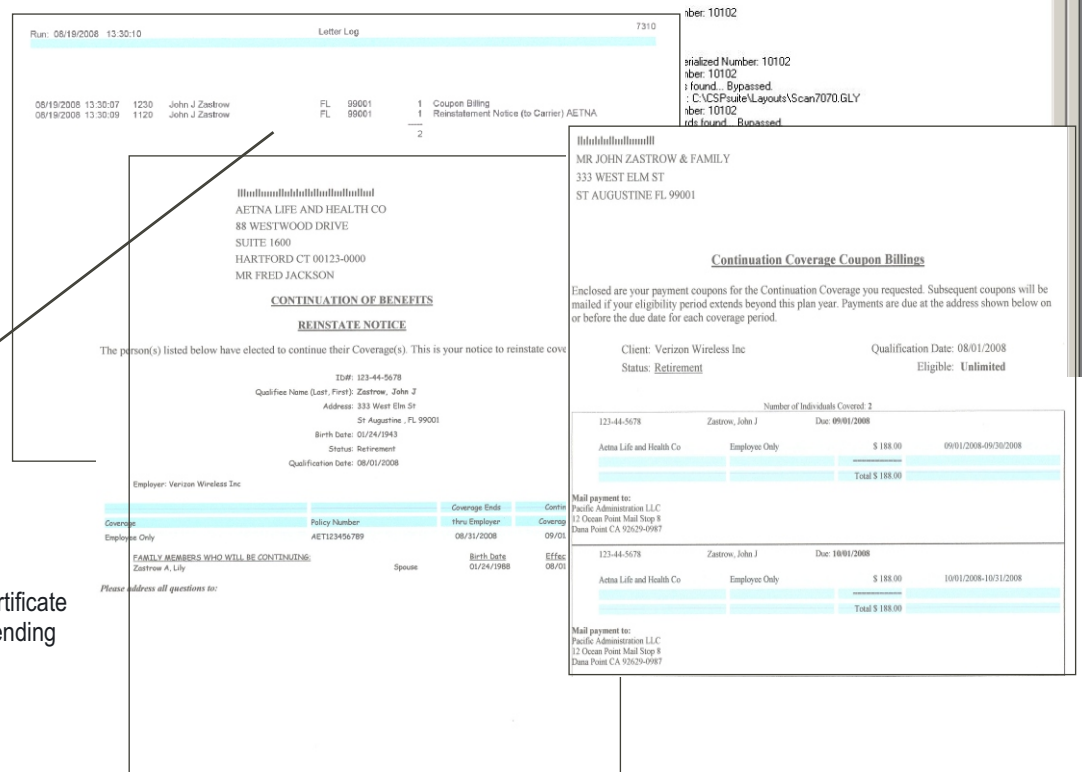 nber: 10102
erialized Number: 10102
nber: 10102
s found... Bypassed.
: C:\CSPsuite\Layouts\Scan7070.GLY
nber: 10102
rds found Bypassed
Run: 08/19/2008 13:30:10 Letter Log 7310
08/19/2008 13:30:07 1230 John J Zastrow FL 99001 1 Coupon Billing
08/19/2008 13:30:09 1120 John J Zastrow FL 99001 1 Reinstatement Notice (to Carrier) AETNA
2
AETNA LIFE AND HEALTH CO
88 WESTWOOD DRIVE
SUITE 1600
HARTFORD CT 00123-0000
MR FRED JACKSON
CONTINUATION OF BENEFITS
REINSTATE NOTICE
The person(s) listed below have elected to continue their Coverage(s). This is your notice to reinstate cove
ID#: 123-44-5678
Qualifiee Name (Last, First): Zastrow, John J
Address: 333 West Elm St
St Augustine , FL 99001
Birth Date: 01/24/1943
Status: Retirement
Qualification Date: 08/01/2008
Employer: Verizon Wireless Inc
Coverage Ends Contin
Coverage Policy Number thru Employer Coverag
Employee Only AET123456789 08/31/2008 09/01
FAMILY MEMBERS WHO WILL BE CONTINUING: Birth Date Effec
Zastrow A, Lily Spouse 01/24/1988 08/01
Please address all questions to:
rtificate
ending
MR JOHN ZASTROW & FAMILY
333 WEST ELM ST
ST AUGUSTINE FL 99001
Continuation Coverage Coupon Billings
Enclosed are your payment coupons for the Continuation Coverage you requested. Subsequent coupons will be
mailed if your eligibility period extends beyond this plan year. Payments are due at the address shown below on
or before the due date for each coverage period.
Client: Verizon Wireless Inc Qualification Date: 08/01/2008
Status: Retirement Eligible: Unlimited
Number of Individuals Covered: 2
123-44-5678 Zastrow, John J Due: 09/01/2008
Aetna Life and Health Co Employee Only $ 188.00 09/01/2008-09/30/2008
Total $ 188.00
Mail payment to:
Pacific Administration LLC
12 Ocean Point Mail Stop 8
Dana Point CA 92629-0987
123-44-5678 Zastrow, John J Due: 10/01/2008
Aetna Life and Health Co Employee Only $ 188.00 10/01/2008-10/31/2008
Total $ 188.00
Mail payment to:
Pacific Administration LLC
12 Ocean Point Mail Stop 8
Dana Point CA 92629-0987